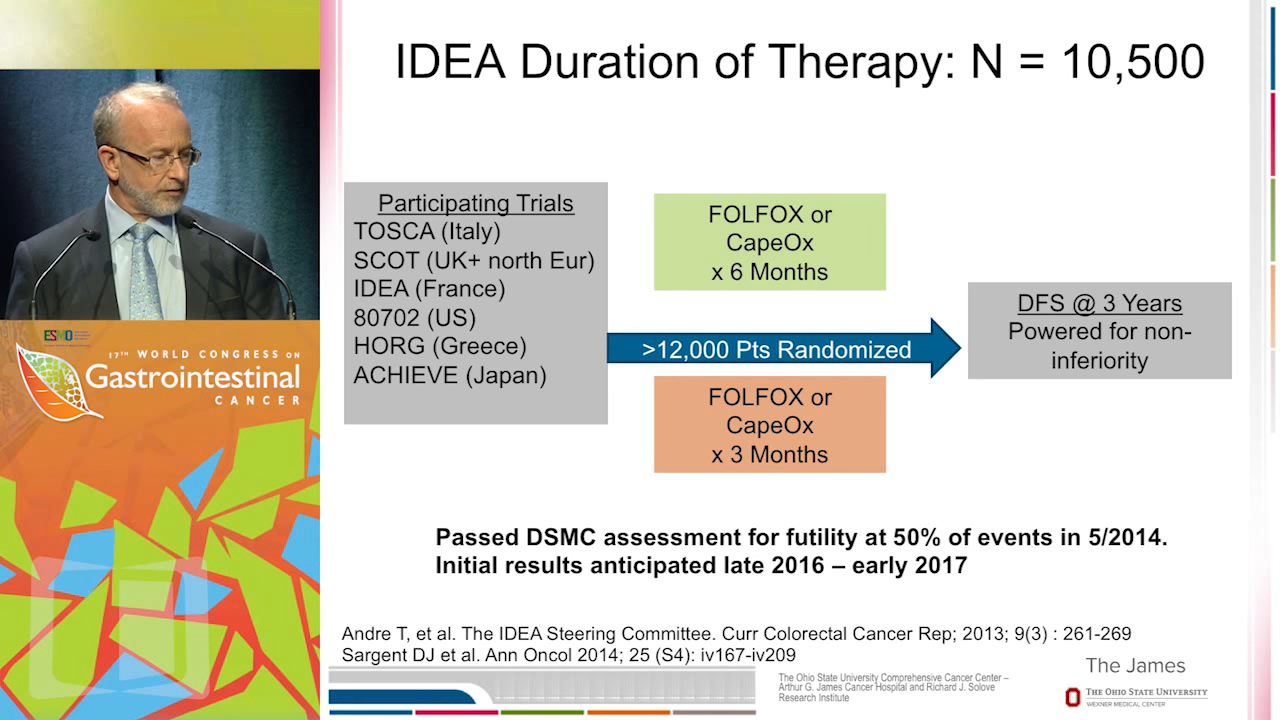 IDEA Duration of Therapy: N = 10,500
Participating Trials
TOSCA (Italy)
SCOT (UK+ north Eur)
IDEA (France)
80702 (US)
HORG (Greece)
ACHIEVE (Japan)
FOLFOX or
CapeOx
x 6 Months
>12,000 Pts Randomized
FOLFOX or
CapeOx
x 3 Months
DFS @ 3 Years
Powered for non-
inferiority
Passed DSMC assessment for futility at 50% of events in 5/2014.
Initial results anticipated late 2016 – early 2017
Andre T, et al. The IDEA Steering Committee. Curr Colorectal Cancer Rep; 2013; 9(3) : 261-269
Sargent DJ et al. Ann Oncol 2014; 25 (S4): iv167-iv209
The Ohio State University Comprehensive Cancer Center –
Arthur G. James Cancer Hospital and Richard J. Solove
Research Institute
The James
THE OHIO STATE UNIVERSITY
WEXNER MEDICAL CENTER
ESMO
17TH WORLD CONGRESS ON
Gastrointestinal
CANCER